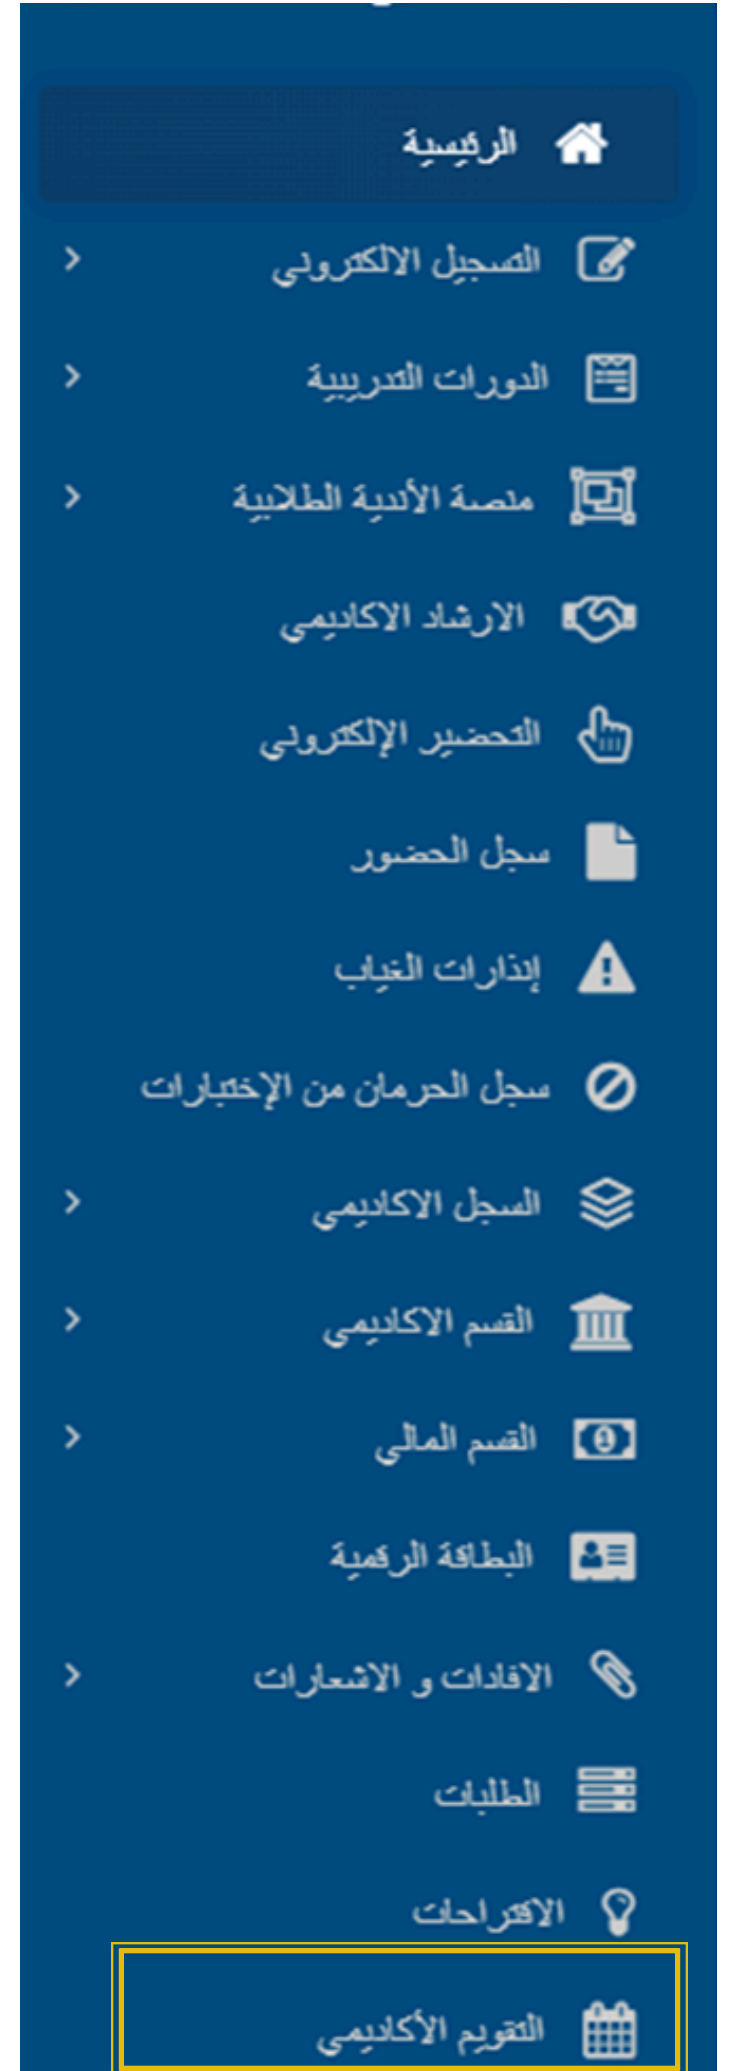 الرئيسية
التسجيل الالكتروني
الدورات التدريبية
منصة الأندية الطلابية
الارشاد الاكاديمي
التحضير الإلكتروني
سجل الحضور
إنذارات الغياب
سجل الحرمان من الإختبارات
السجل الاكاديمي
القسم الاكاديمي
القسم المالي
البطاقة الرقمية
الافادات و الاشعارات
الطلبات
الاقتراحات
التقويم الأكاديمي